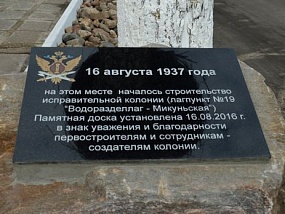 16 августа 1937 года
на этом месте началось строительство
исправительной колонии (лагпункт №19
"Водоразделлаг - Микуньская")
Памятная доска установлена 16.08.2016 г.
в знак уважения и благодарности
первостроителям и сотрудникам -
создателям колонии.